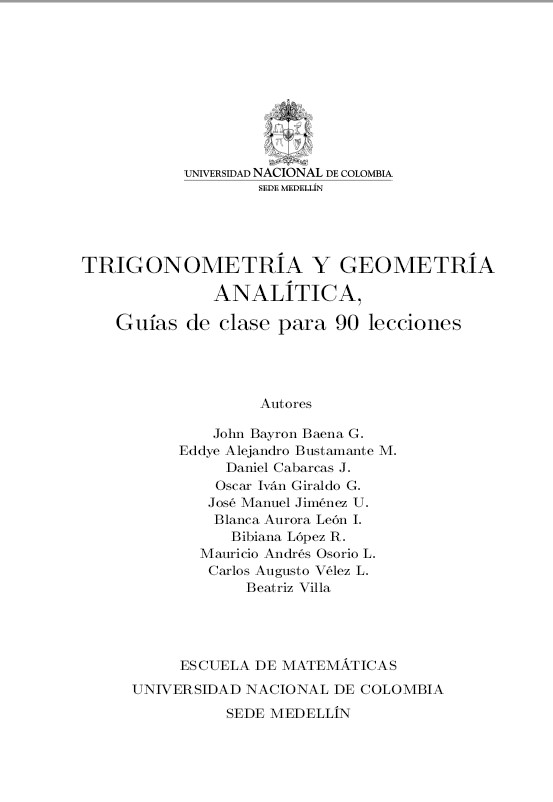 UNIVERSIDAD NACIONAL DE COLOMBIA
SEDE MEDELLÍN
TRIGONOMETRÍA Y GEOMETRÍA
ANALÍTICA,
Guías de clase para 90 lecciones
Autores
John Bayron Baena G.
Eddye Alejandro Bustamante M.
Daniel Cabarcas J.
Oscar Iván Giraldo G.
José Manuel Jiménez U.
Blanca Aurora León I.
Bibiana López R.
Mauricio Andrés Osorio L.
Carlos Augusto Vélez L.
Beatriz Villa
ESCUELA DE MATEMÁTICAS
UNIVERSIDAD NACIONAL DE COLOMBIA
SEDE MEDELLÍN